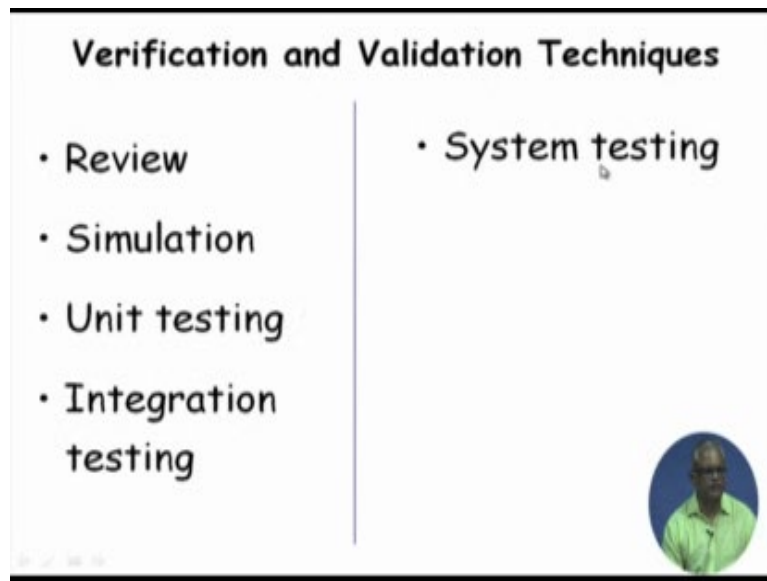 Verification and Validation Techniques
• Review
• Simulation
• Unit testing
• Integration
testing
• System testing